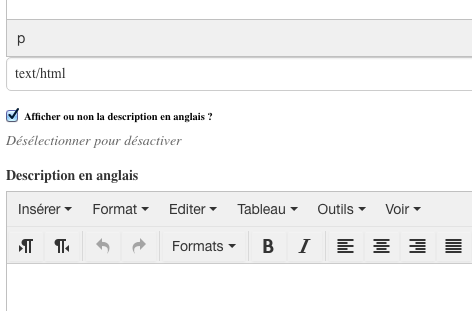 p
text/html
Afficher ou non la description en anglais ?
Désélectionner pour désactiver
Description en anglais
Insérer Format Editer Tableau Outils Voir
Formats B I